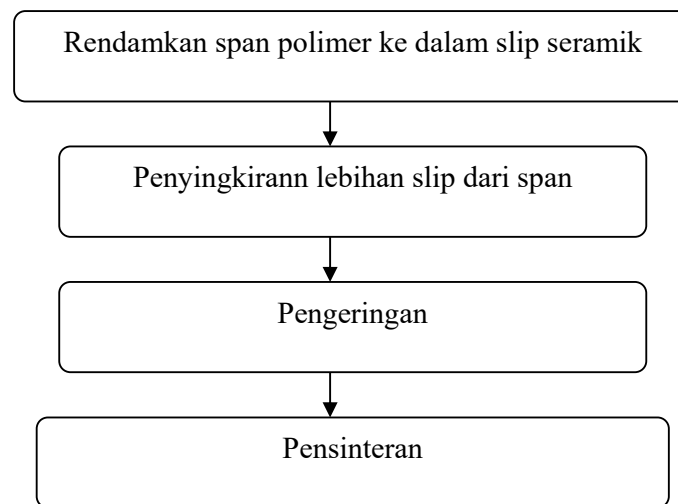 Rendamkan span polimer ke dalam slip seramik
Penyingkirann lebihan slip dari span
Pengeringan
Pensinteran